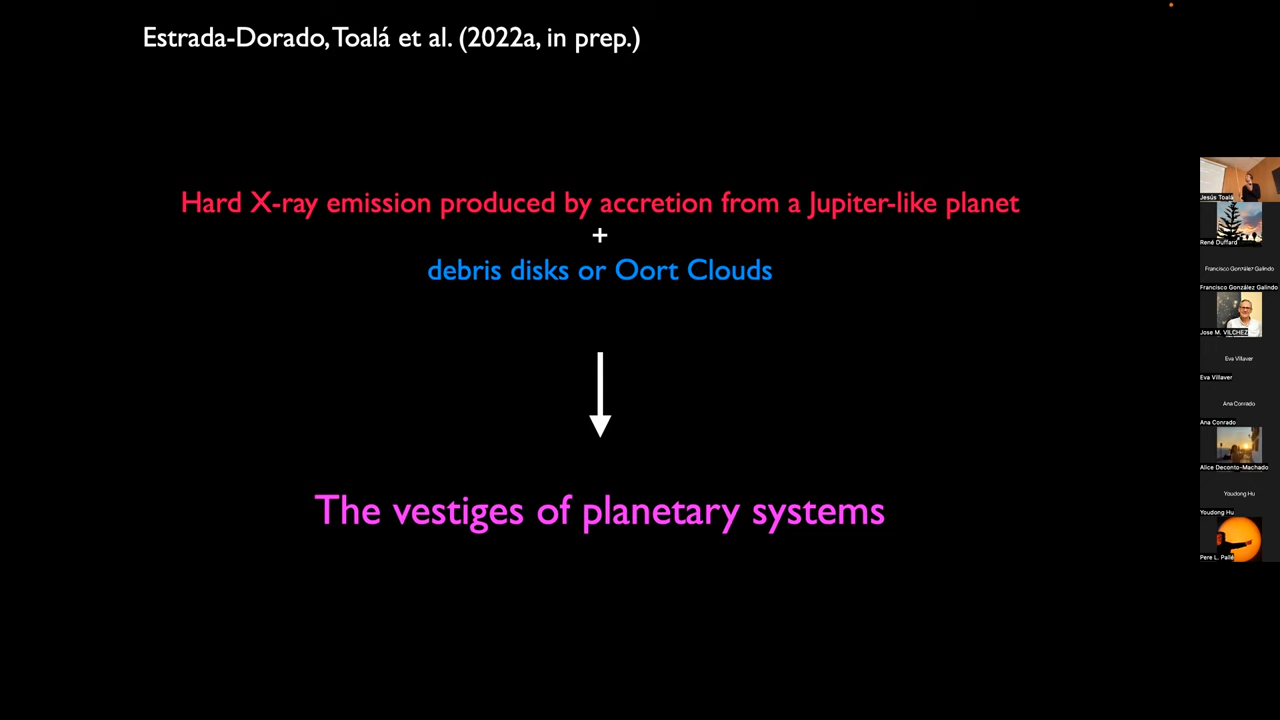 Estrada-Dorado, Toalá et al. (2022a, in prep.)
Hard X-ray emission produced by accretion from a Jupiter-like planet
+
debris disks or Oort Clouds
The vestiges of planetary systems
Jesús Toalá
René Duffard
Francisco González Galindo
Francisco González Galindo
Jose M. VILCHEZ
Eva Villaver
Eva Villaver
Ana Conrado
Ana Conrado
Alice Deconto-Machado
Youdong Hu
Youdong Hu
Pere L. Pallé